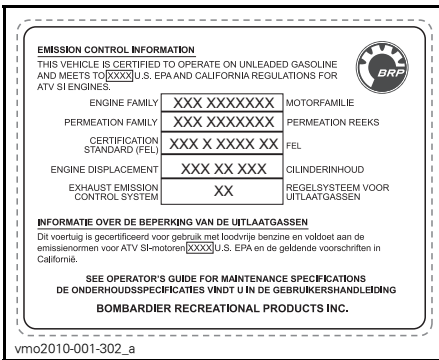 EMISSION CONTROL INFORMATION
THIS VEHICLE IS CERTIFIED TO OPERATE ON UNLEADED GASOLINE
AND MEETS TO XXXX U.S. EPA AND CALIFORNIA REGULATIONS FOR
ATV SI ENGINES.
BRP
ENGINE FAMILY XXX XXXXXXX MOTORFAMILIE
PERMEATION FAMILY XXX XXXXXXX PERMEATION REEKS
CERTIFICATION
STANDARD (FEL) XXX X XXXX XX FEL
ENGINE DISPLACEMENT XXX XX XXX CILINDERINHOUD
EXHAUST EMISSION
CONTROL SYSTEM XX REGELSYSTEEM VOOR
UITLAATGASSEN
INFORMATIE OVER DE BEPERKING VAN DE UITLAATGASSEN
Dit voertuig is gecertificeerd voor gebruik met loodvrije benzine en voldoet aan de
emissienormen voor ATV SI-motoren XXXX U.S. EPA en de geldende voorschriften in
Californië.
SEE OPERATOR'S GUIDE FOR MAINTENANCE SPECIFICATIONS
DE ONDERHOUDSSPECIFICATIES VINDT U IN DE GEBRUIKERSHANDLEIDING
BOMBARDIER RECREATIONAL PRODUCTS INC.
vmo2010-001-302_a